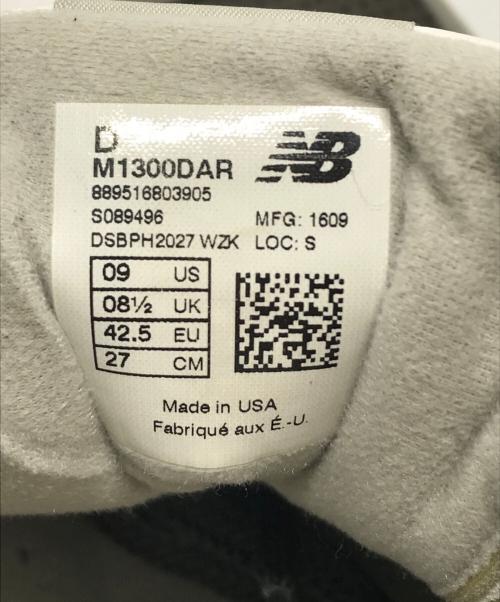 D
NB
M1300DAR
889516803905
S089496 MFG: 1609
DSBPH2027 WZK LOC: S
09 US
08½ UK
42.5 EU
27 CM
Made in USA
Fabriqué aux É.-U.